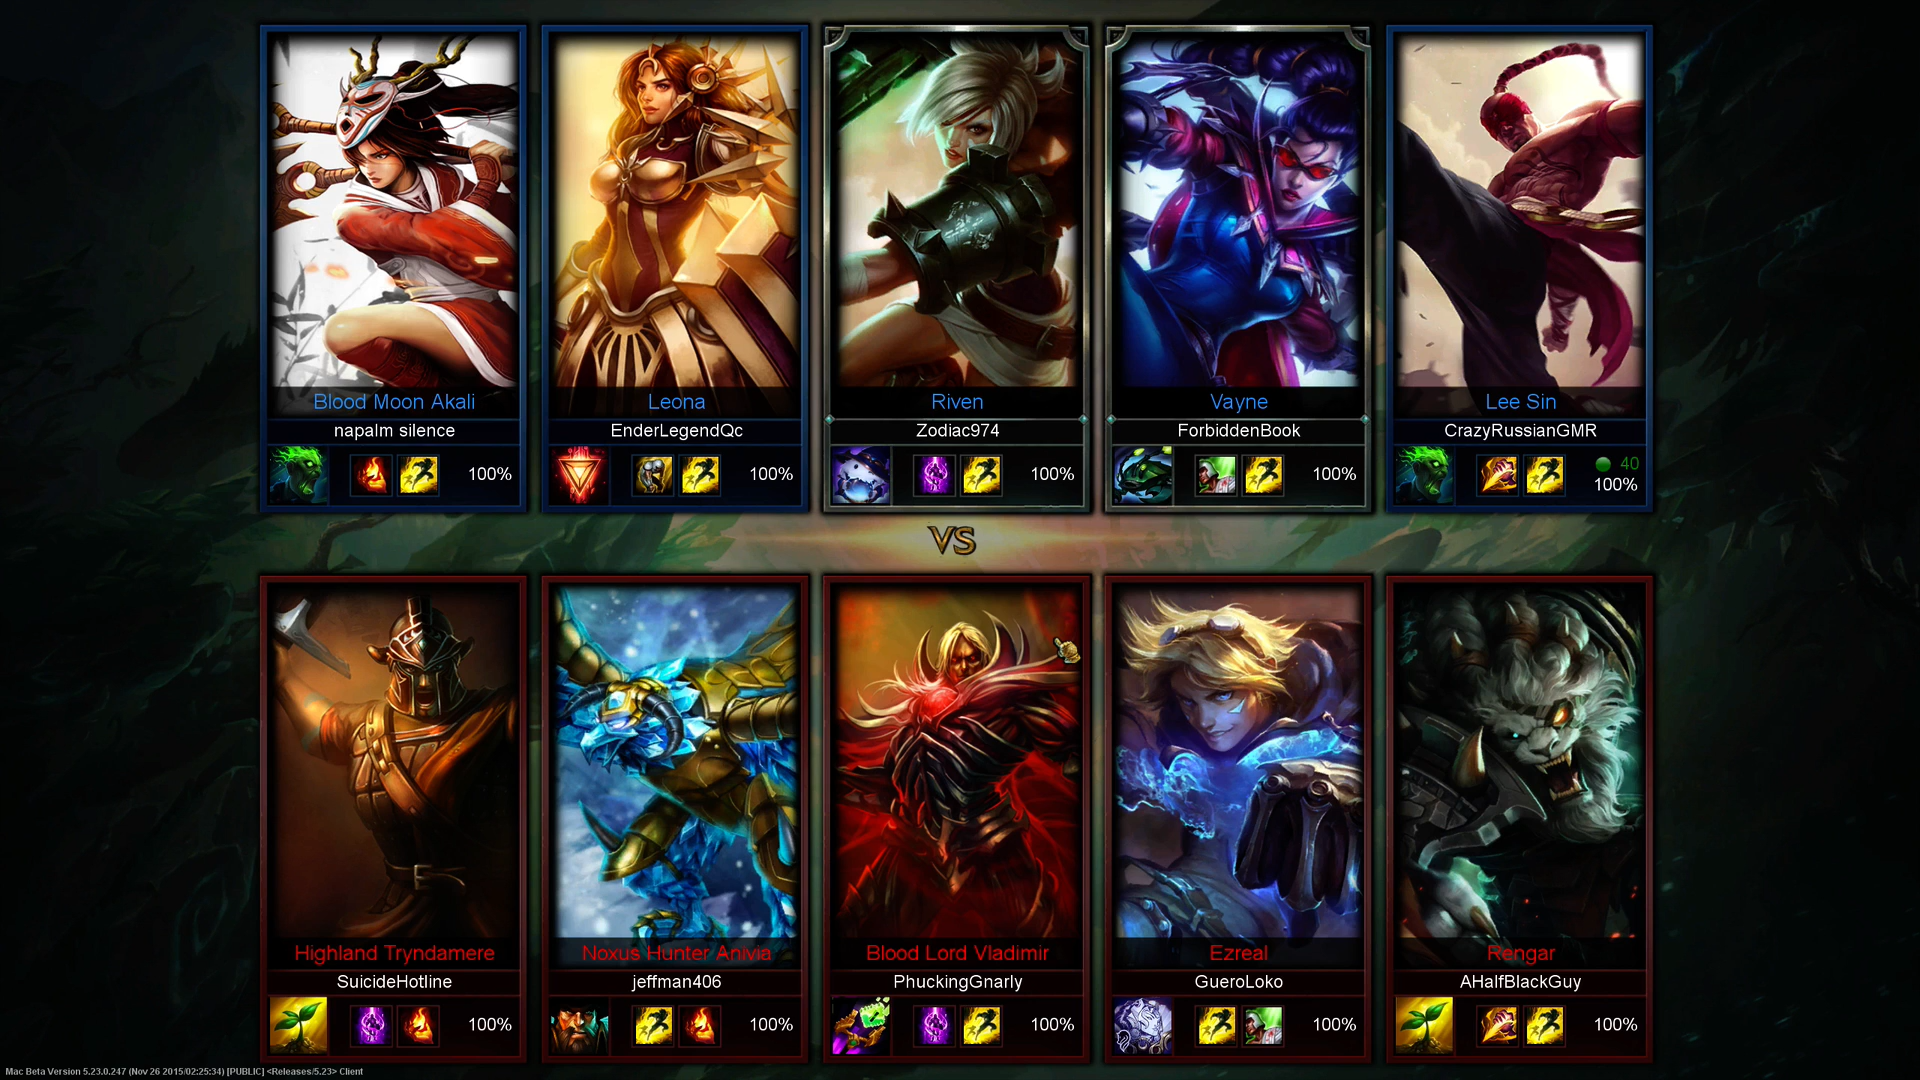 Blood Moon Akali
napalm silence
100%
Leona
EnderLegendQc
100%
Riven
Zodiac974
100%
Vayne
ForbiddenBook
100%
Lee Sin
CrazyRussianGMR
40
100%
VS
Highland Tryndamere
SuicideHotline
100%
Noxus Hunter Anivia
jeffman406
100%
Blood Lord Vladimir
PhuckingGnarly
100%
Ezreal
GueroLoko
100%
Rengar
AHalfBlackGuy
100%
Mac Beta Version 5.23.0.247 (Nov 26 2015/02:25:34) [PUBLIC] <Releases/5.23> Client